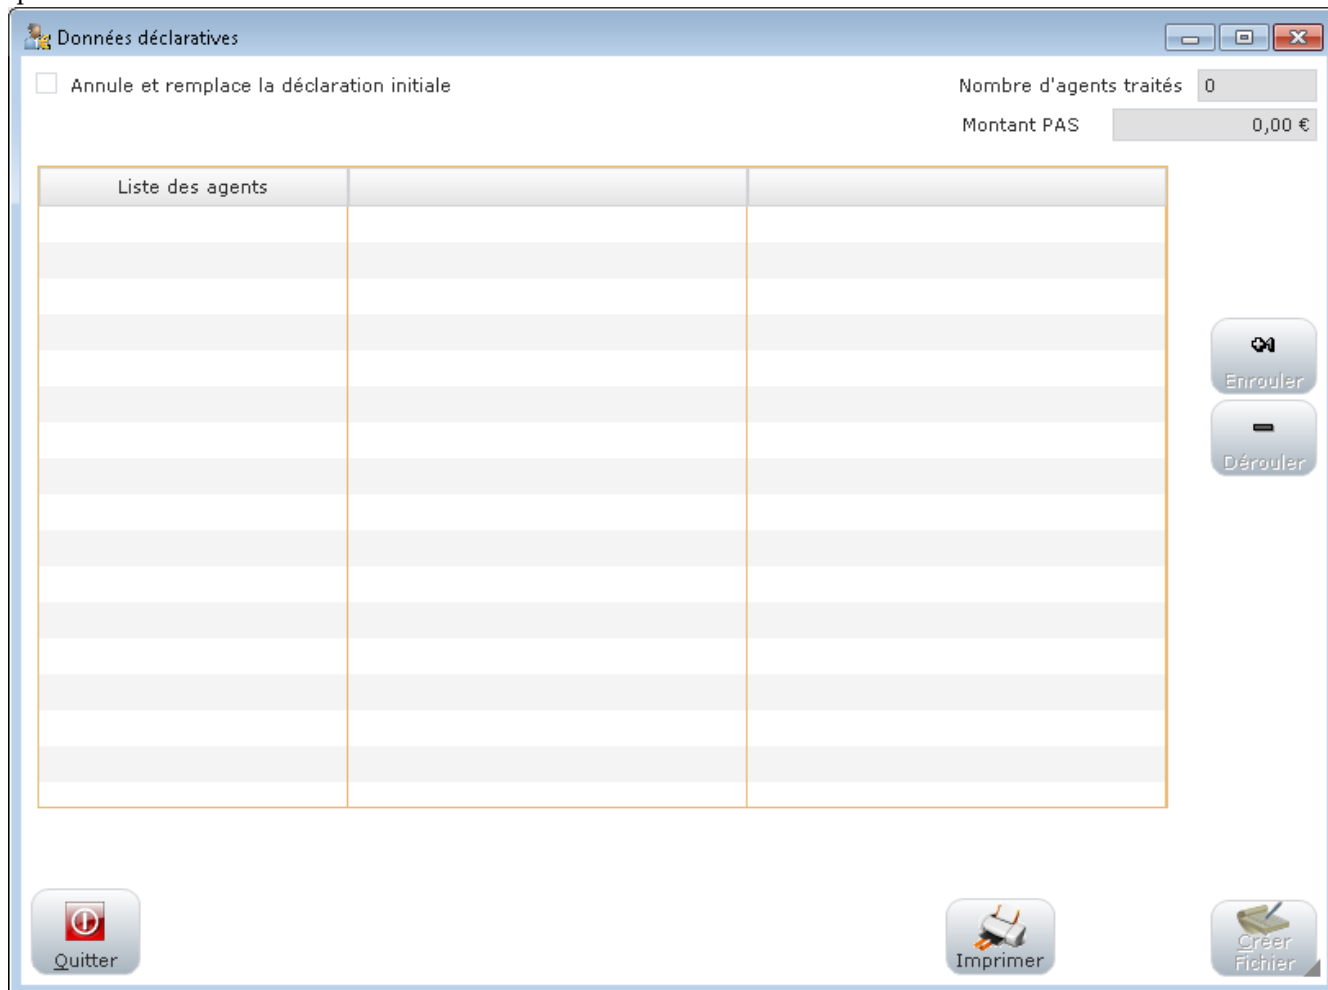 Données déclaratives
Annule et remplace la déclaration initiale
Nombre d'agents traités 0
Montant PAS 0,00 €
Liste des agents
Enrouler
Dérouler
Quitter
Imprimer
Créer
Fichier